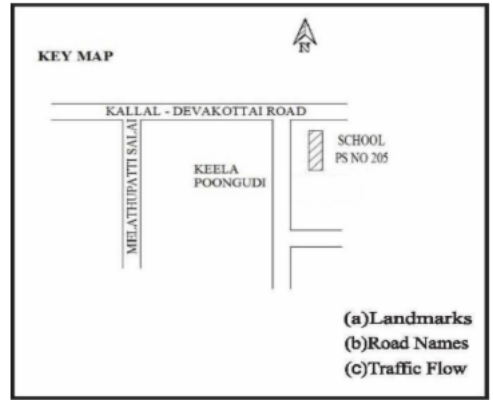 N
KEY MAP
KALLAL - DEVAKOTTAI ROAD
MELATHUPATTI SALAI
KEELA
POONGUDI
SCHOOL
PS NO 205
(a)Landmarks
(b)Road Names
(c)Traffic Flow